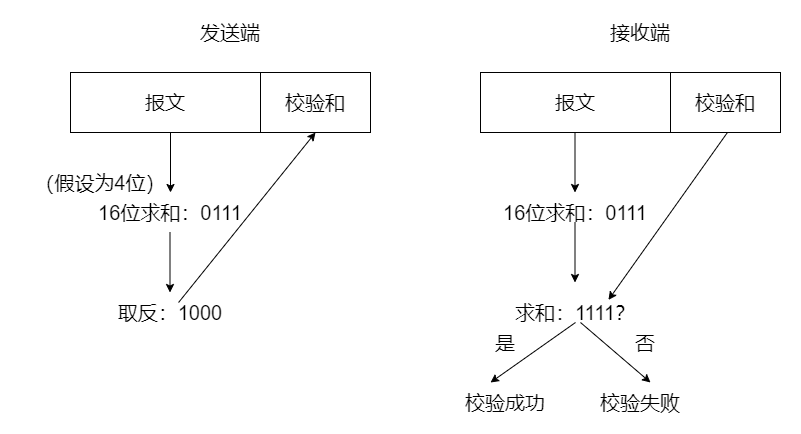 发送端
报文
校验和
（假设为4位）
16位求和：0111
取反：1000
接收端
报文
校验和
16位求和：0111
求和：1111？
是
否
校验成功
校验失败